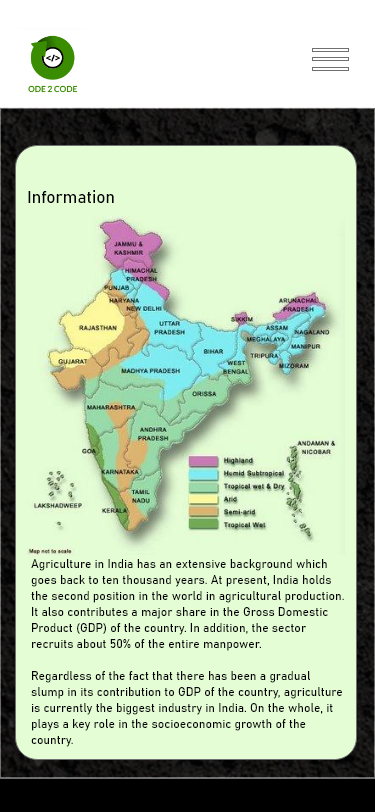 </>
ODE 2 CODE
Information
JAMMU &
KASHMIR
HIMACHAL
PRADESH
PUNJAB
HARYANA
NEW DELHI
ARUNACHAL
PRADESH
SIKKIM
RAJASTHAN
UTTAR
PRADESH
ASSAM
NAGALAND
MEGHALAYA
MANIPUR
BIHAR
TRIPURA
MIZORAM
GUJARAT
MADHYA PRADESH
WEST
BENGAL
ORISSA
MAHARASHTRA
ANDHRA
PRADESH
GOA
ANDAMAN &
NICOBAR
KARNATAKA
LAKSHADWEEP
TAMIL
NADU
KERALA
Highland
Humid Subtropical
Tropical wet & Dry
Arid
Semi-arid
Tropical Wet
Map not to scale
Agriculture in India has an extensive background which
goes back to ten thousand years. At present, India holds
the second position in the world in agricultural production.
It also contributes a major share in the Gross Domestic
Product (GDP) of the country. In addition, the sector
recruits about 50% of the entire manpower.
Regardless of the fact that there has been a gradual
slump in its contribution to GDP of the country, agriculture
is currently the biggest industry in India. On the whole, it
plays a key role in the socioeconomic growth of the
country.